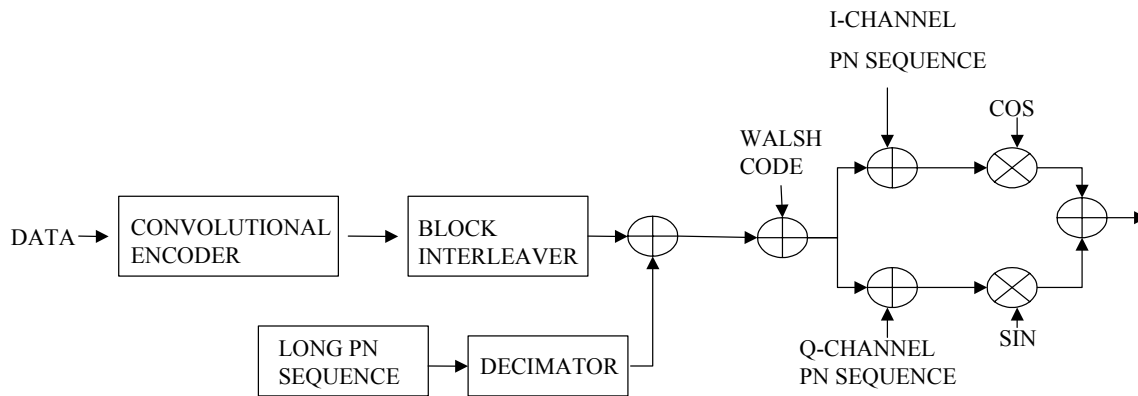 I-CHANNEL
PN SEQUENCE
COS
WALSH
CODE
DATA
CONVOLUTIONAL
ENCODER
BLOCK
INTERLEAVER
LONG PN
SEQUENCE
DECIMATOR
Q-CHANNEL
PN SEQUENCE
SIN